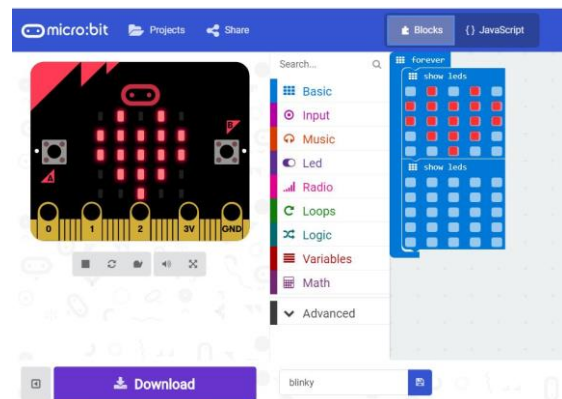 micro:bit Projects Share Blocks {} JavaScript
A
B
0 1 2 3V GND
Search...
Basic
Input
Music
Led
Radio
Loops
Logic
Variables
Math
Advanced
forever
show leds
show leds
Download
blinky